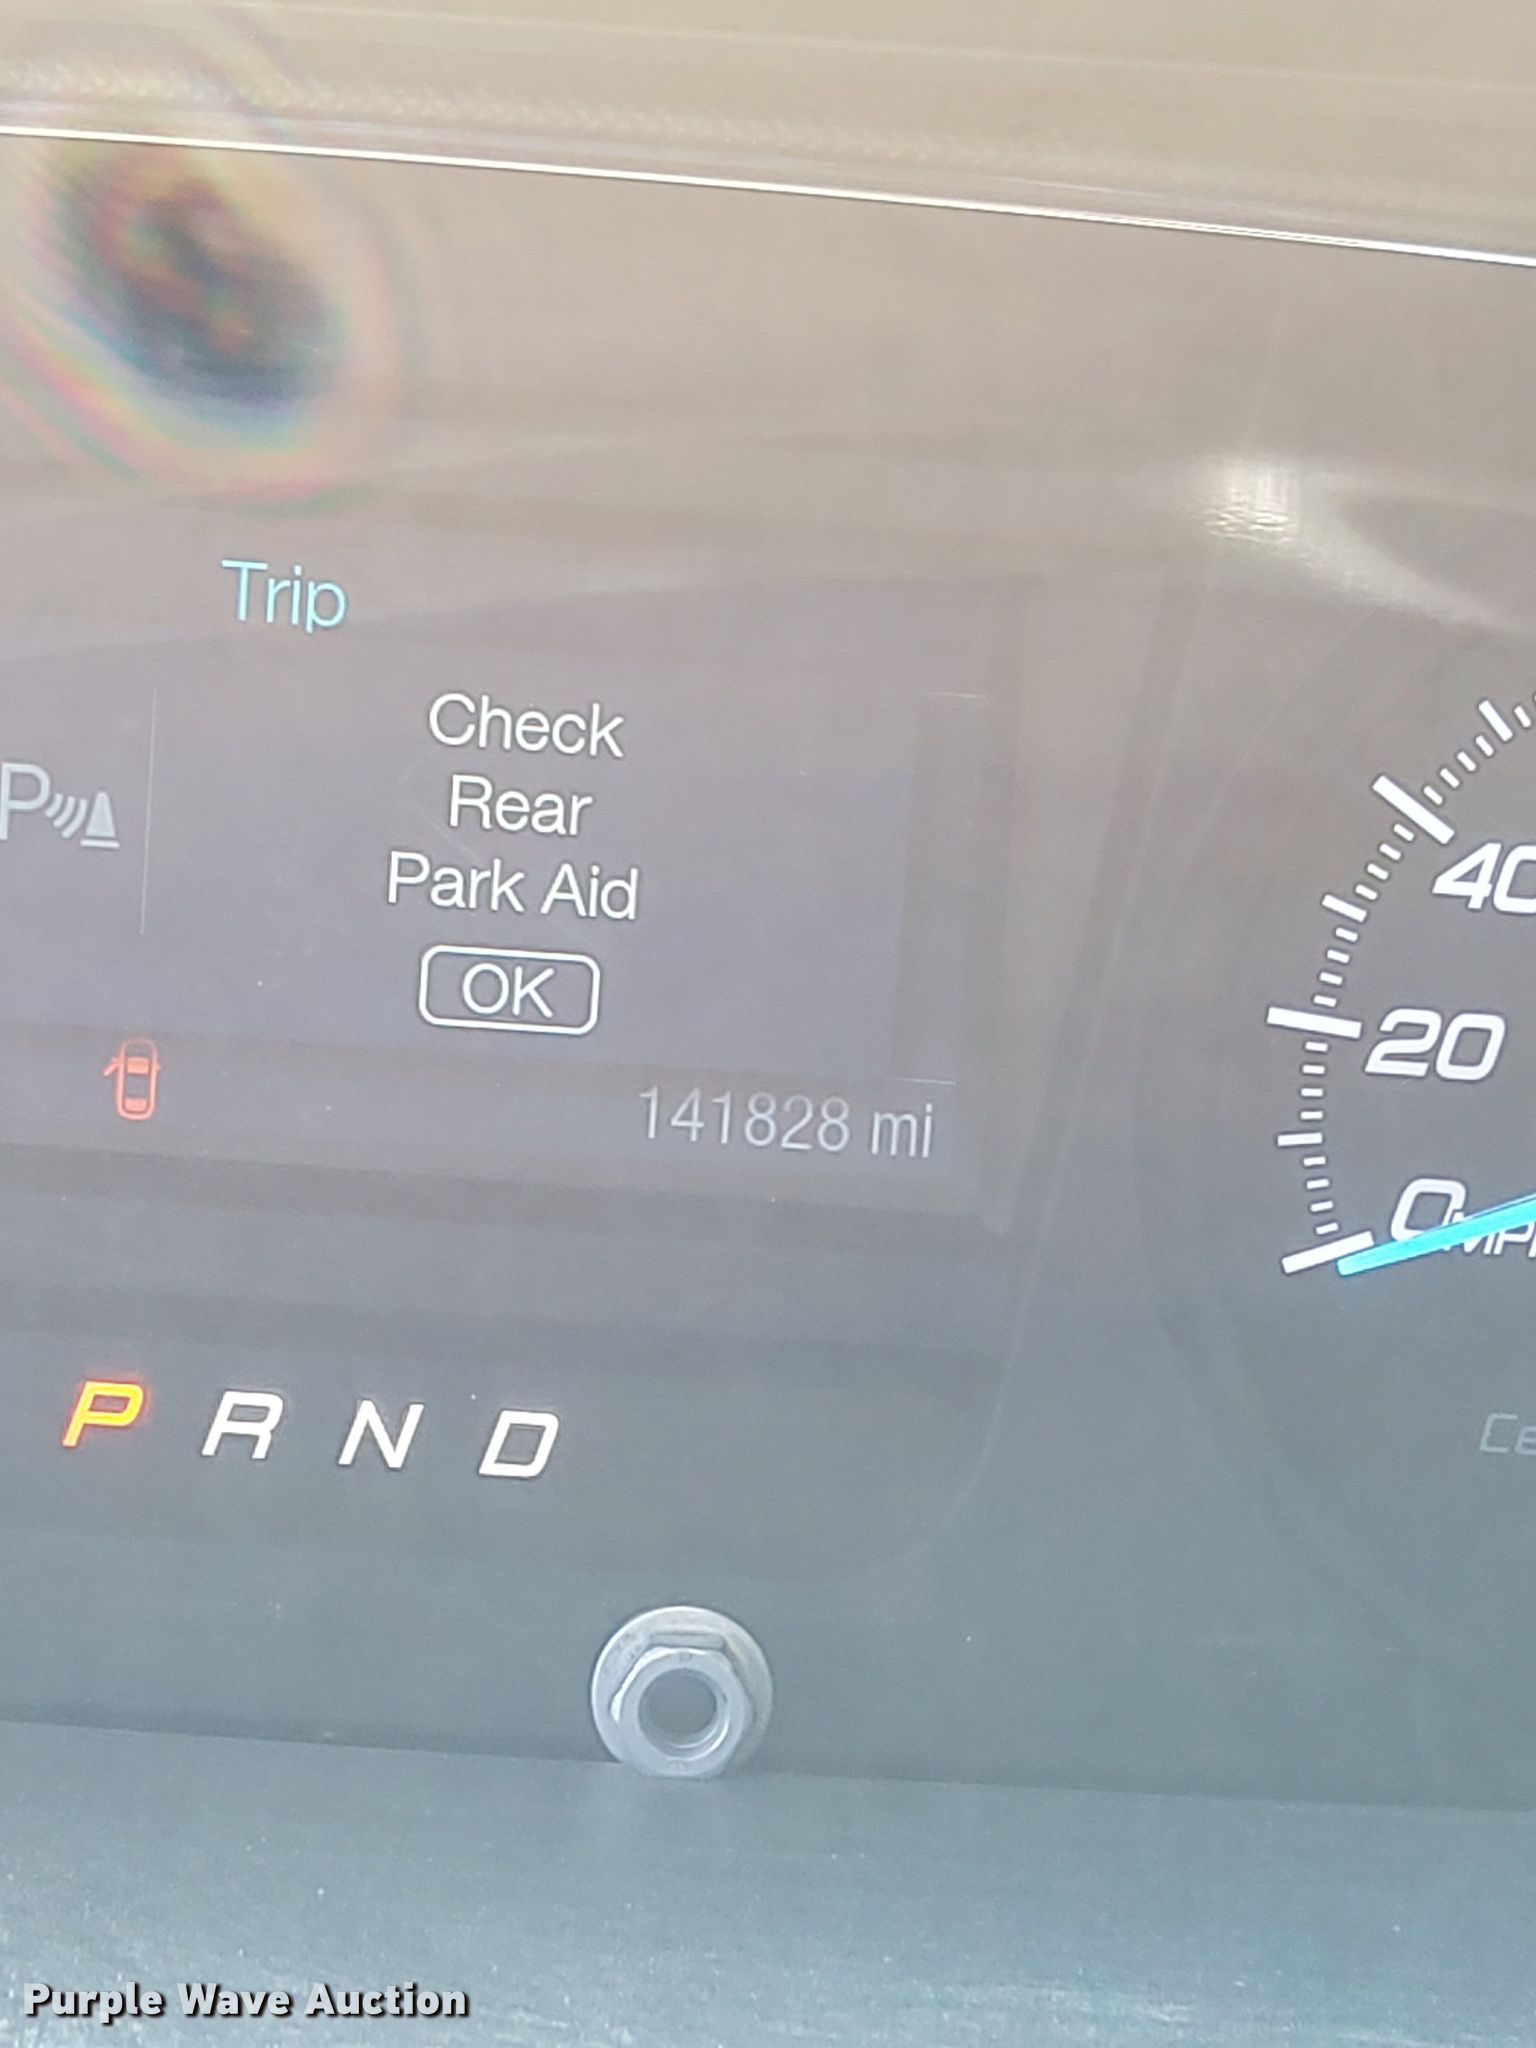 Trip
Check
Rear
Park Aid
P
OK
141828 mi
40
20
0
P R N D
Purple Wave Auction